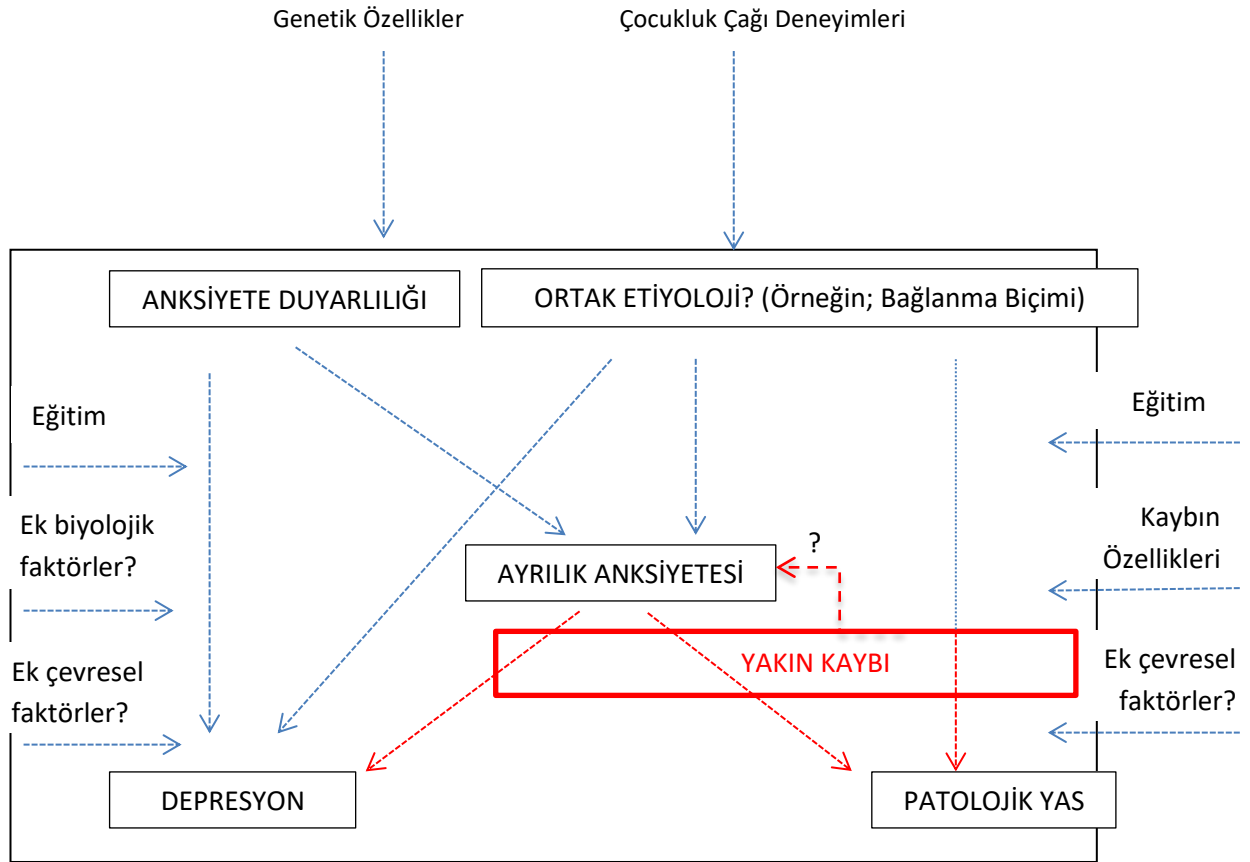 Genetik Özellikler
Çocukluk Çağı Deneyimleri
ANKSİYETE DUYARLILIĞI
ORTAK ETİYOLOJİ? (Örneğin; Bağlanma Biçimi)
Eğitim
Eğitim
Ek biyolojik
faktörler?
Kaybın
Özellikleri
?
AYRILIK ANKSİYETESİ
YAKIN KAYBI
Ek çevresel
faktörler?
Ek çevresel
faktörler?
DEPRESYON
PATOLOJİK YAS